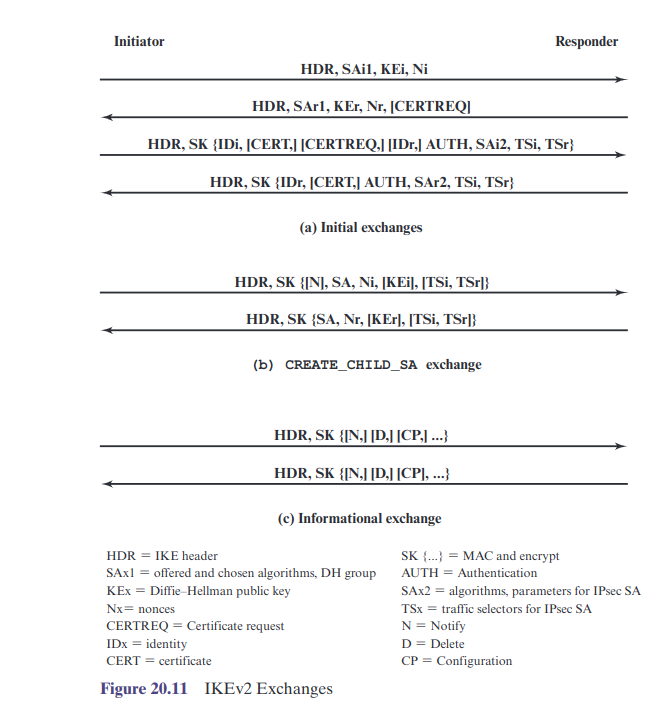 Initiator Responder
HDR, SAi1, KEi, Ni
HDR, SAr1, KEr, Nr, [CERTREQ]
HDR, SK {IDi, [CERT,] [CERTREQ,] [IDr,] AUTH, SAi2, TSi, TSr}
HDR, SK {IDr, [CERT,] AUTH, SAr2, TSi, TSr}
(a) Initial exchanges
HDR, SK {[N], SA, Ni, [KEi], [TSi, TSr]}
HDR, SK {SA, Nr, [KEr], [TSi, TSr]}
(b) CREATE_CHILD_SA exchange
HDR, SK {[N,] [D,] [CP,] ...}
HDR, SK {[N,] [D,] [CP], ...}
(c) Informational exchange
HDR = IKE header
SAx1 = offered and chosen algorithms, DH group
KEx = Diffie–Hellman public key
Nx= nonces
CERTREQ = Certificate request
IDx = identity
CERT = certificate
SK {...} = MAC and encrypt
AUTH = Authentication
SAx2 = algorithms, parameters for IPsec SA
TSx = traffic selectors for IPsec SA
N = Notify
D = Delete
CP = Configuration
Figure 20.11 IKEv2 Exchanges